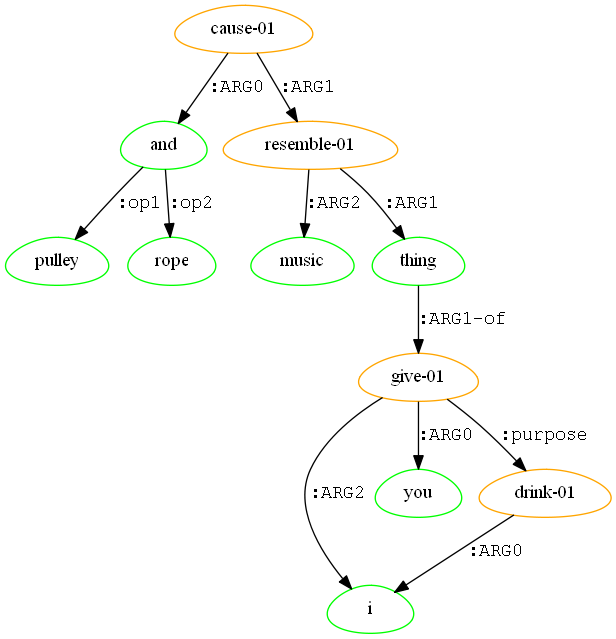 cause-01
:ARG0 :ARG1
and resemble-01
:op1 :op2 :ARG2 :ARG1
pulley rope music thing
:ARG1-of
give-01
:ARG2 :ARG0 :purpose
you drink-01
:ARG0
i